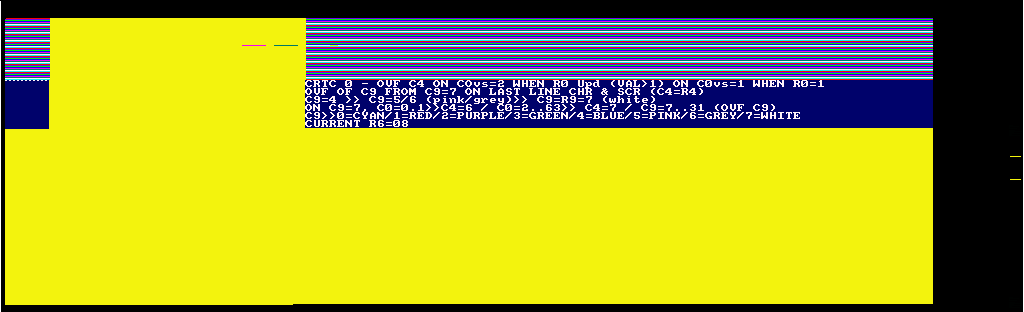 CRTC 0 - OVF C4 ON C0vs=2 WHEN R0 Upd (VAL>1) ON C0vs=1 WHEN R0=1
OVF OF C9 FROM C9=7 ON LAST LINE CHR & SCR (C4=R4)
C9=4 >> C9=5/6 (pink/grey)>> C9=R9=7 (white)
ON C9=7, C0=0.1>>C4=6 / C0=2..63>> C4=7 / C9=7..31 (OVF C9)
C9>>0=CYAN/1=RED/2=PURPLE/3=GREEN/4=BLUE/5=PINK/6=GREY/7=WHITE
CURRENT R6=08